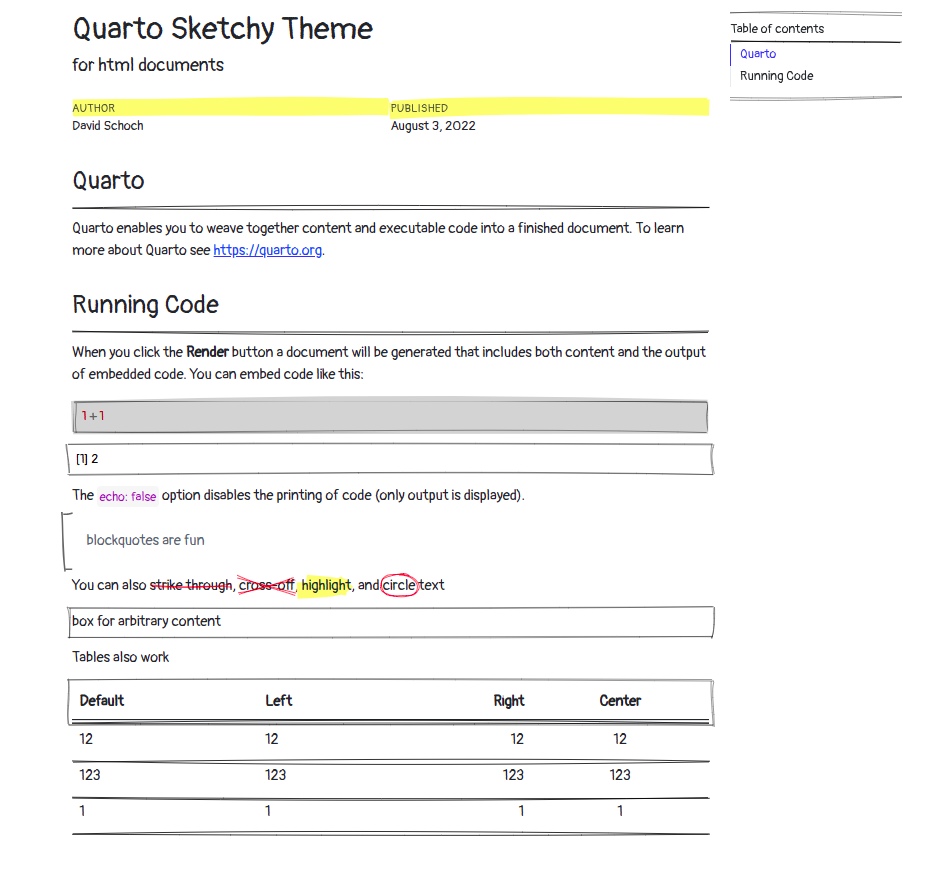 Quarto Sketchy Theme
for html documents
AUTHOR PUBLISHED
David Schoch August 3, 2022
Table of contents
Quarto
Running Code
Quarto
Quarto enables you to weave together content and executable code into a finished document. To learn
more about Quarto see https://quarto.org.
Running Code
When you click the Render button a document will be generated that includes both content and the output
of embedded code. You can embed code like this:
1 + 1
[1] 2
The echo: false option disables the printing of code (only output is displayed).
blockquotes are fun
You can also strike through, cross-off, highlight, and circle text
box for arbitrary content
Tables also work
Default Left Right Center
12 12 12 12
123 123 123 123
1 1 1 1